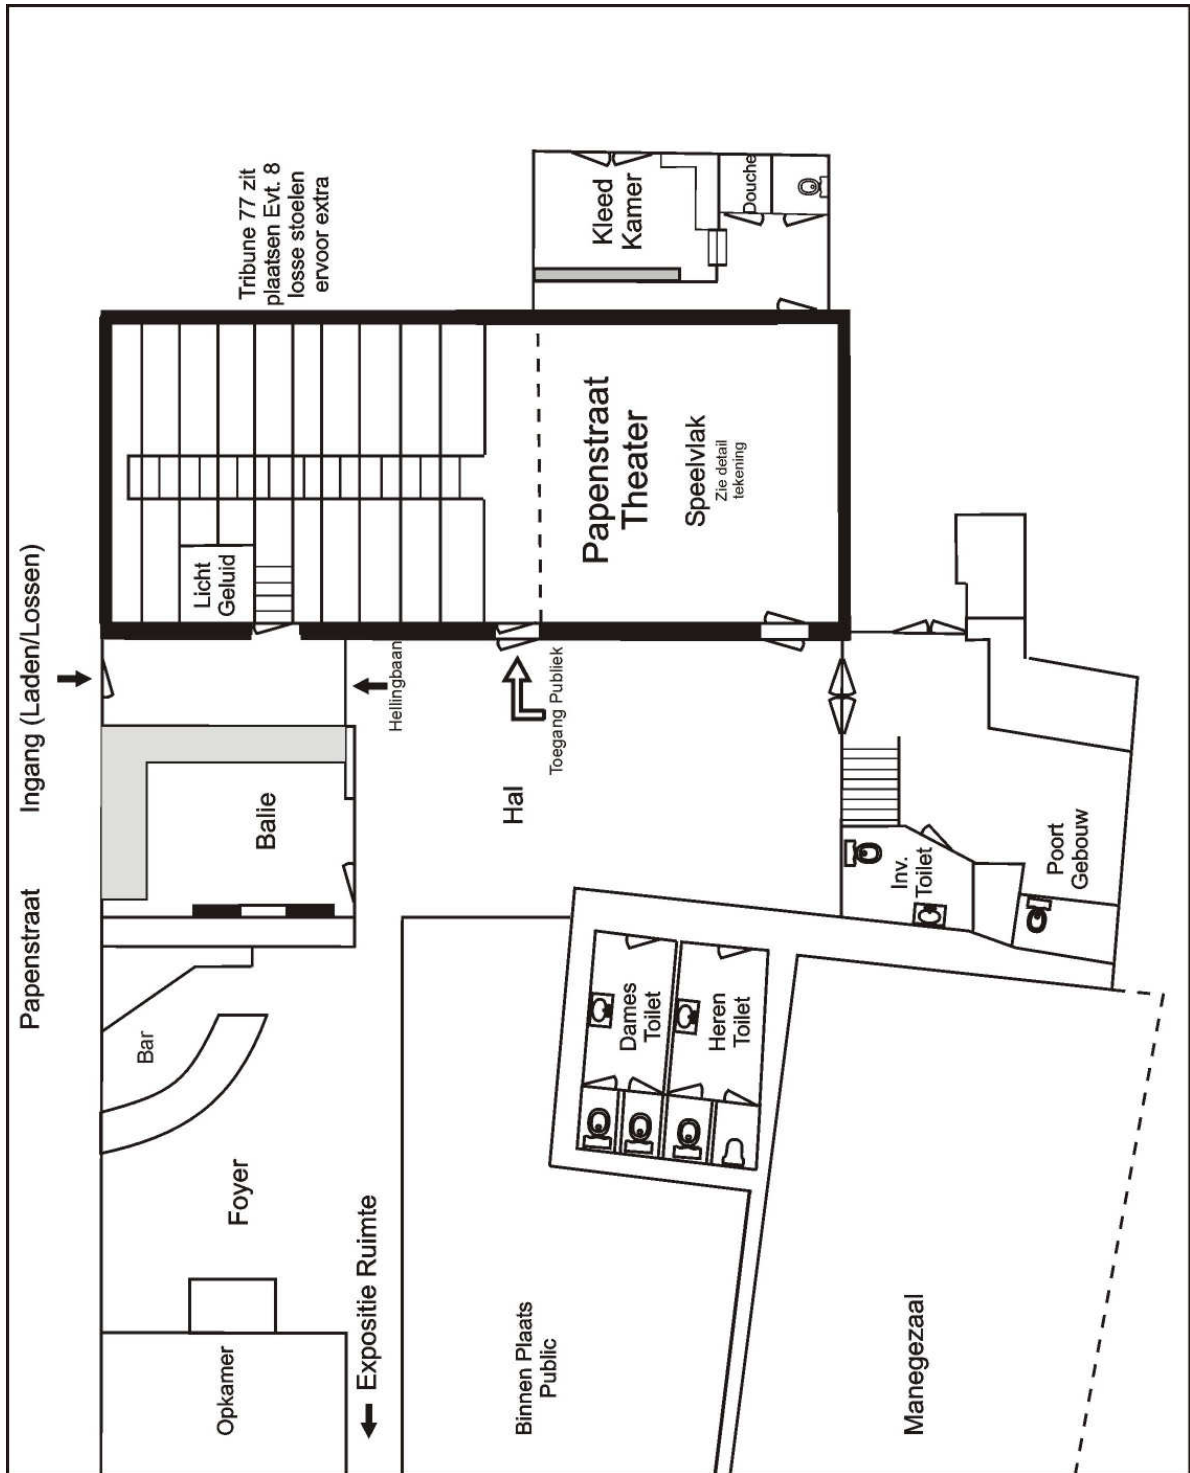 Papenstraat
Ingang (Laden/Lossen)
Tribune 77 zit
plaatsen Evt. 8
losse stoelen
ervoor extra
Licht
Geluid
Papenstraat
Theater
Speelvlak
Zie detail
tekening
Kleed
Kamer
Douche
Hellingbaan
Toegang Publiek
Balie
Hal
Bar
Foyer
Opkamer
Expositie Ruimte
Binnen Plaats
Public
Dames
Toilet
Heren
Toilet
Inv.
Toilet
Poort
Gebouw
Manegezaal